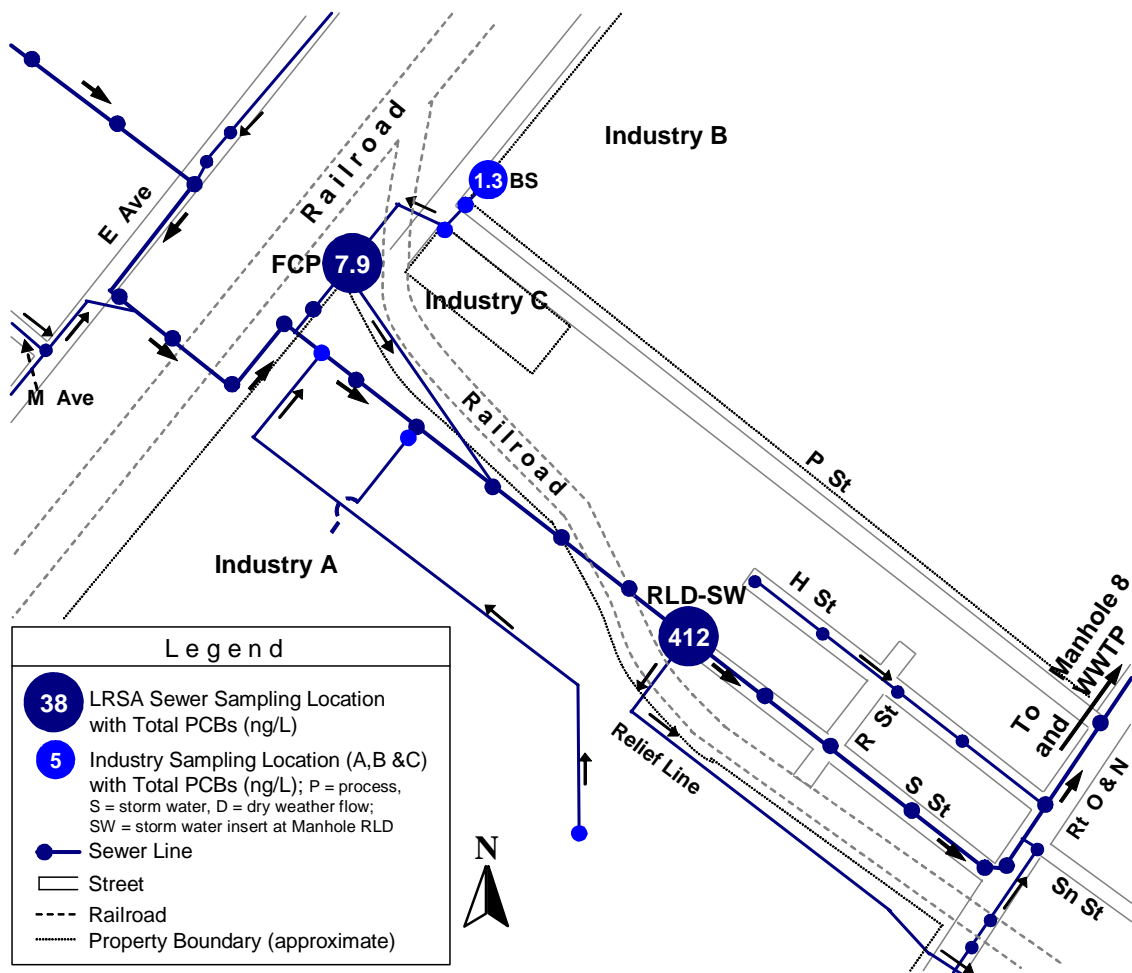 Industry B
Railroad
1.3 BS
E Ave
FCP 7.9
Industry C
M Ave
Railroad
P St
Industry A
RLD-SW
412
H St
Manhole 8
To and WWTP
R St
Relief Line
S St
Rt O & N
Sn St
N
Legend
38 LRSA Sewer Sampling Location
with Total PCBs (ng/L)
5 Industry Sampling Location (A,B &C)
with Total PCBs (ng/L); P = process,
S = storm water, D = dry weather flow;
SW = storm water insert at Manhole RLD
Sewer Line
Street
Railroad
Property Boundary (approximate)